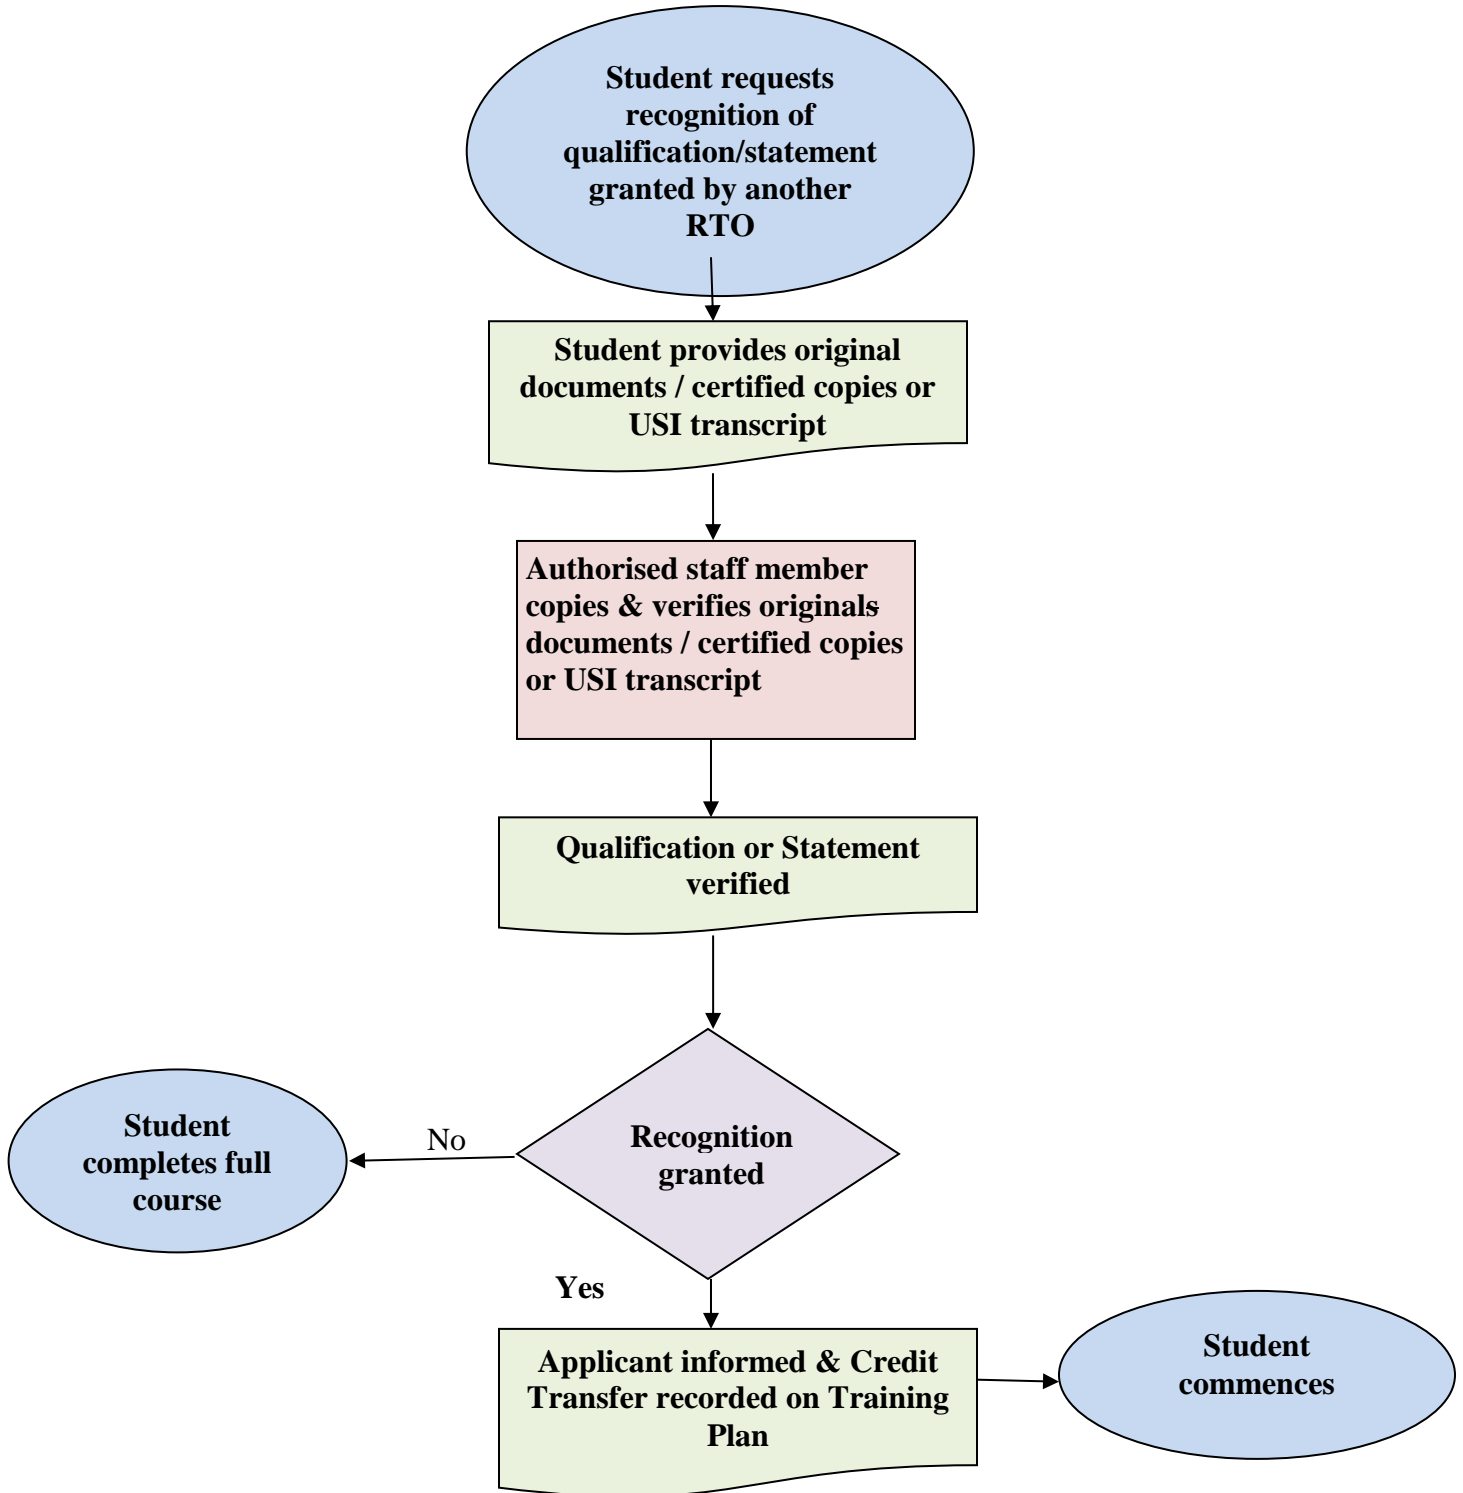 Student requests
recognition of
qualification/statement
granted by another
RTO
Student provides original
documents / certified copies or
USI transcript
Authorised staff member
copies & verifies originals
documents / certified copies
or USI transcript
Qualification or Statement
verified
Recognition
granted
No
Student
completes full
course
Yes
Applicant informed & Credit
Transfer recorded on Training
Plan
Student
commences